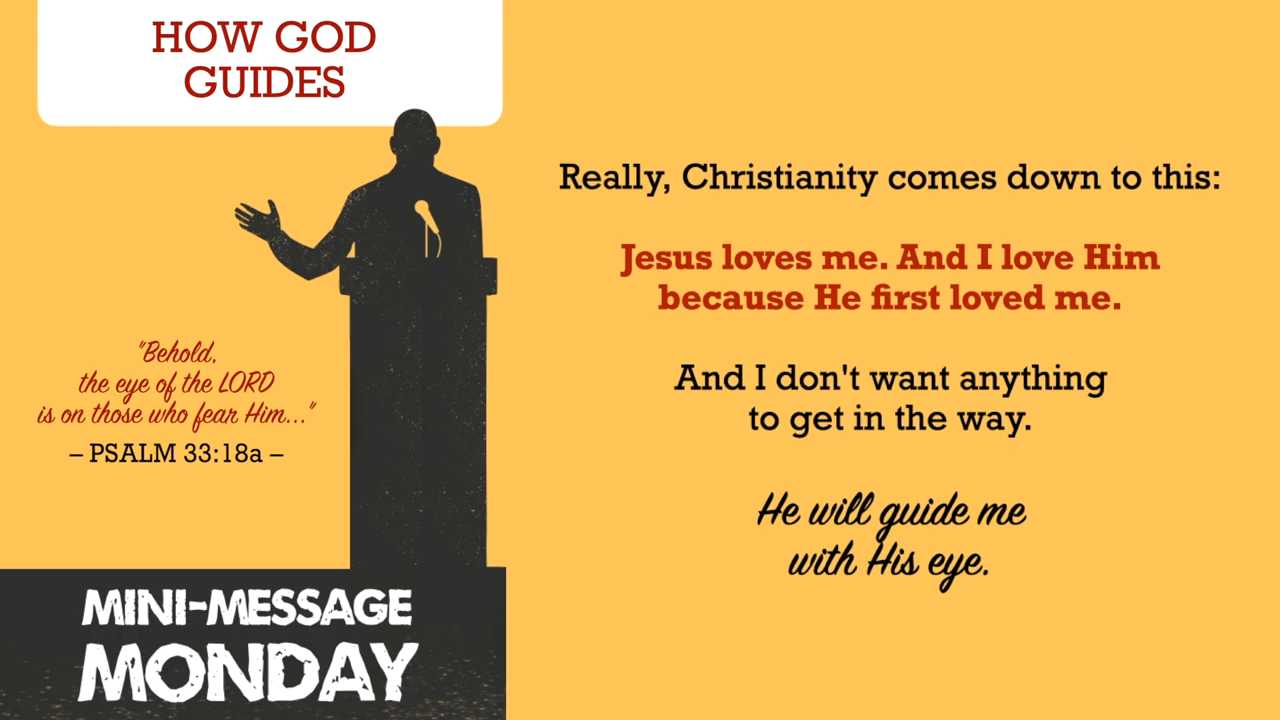 HOW GOD
GUIDES
"Behold,
the eye of the LORD
is on those who fear Him..."
– PSALM 33:18a –
MINI-MESSAGE
MONDAY
Really, Christianity comes down to this:
Jesus loves me. And I love Him
because He first loved me.
And I don't want anything
to get in the way.
He will guide me
with His eye.